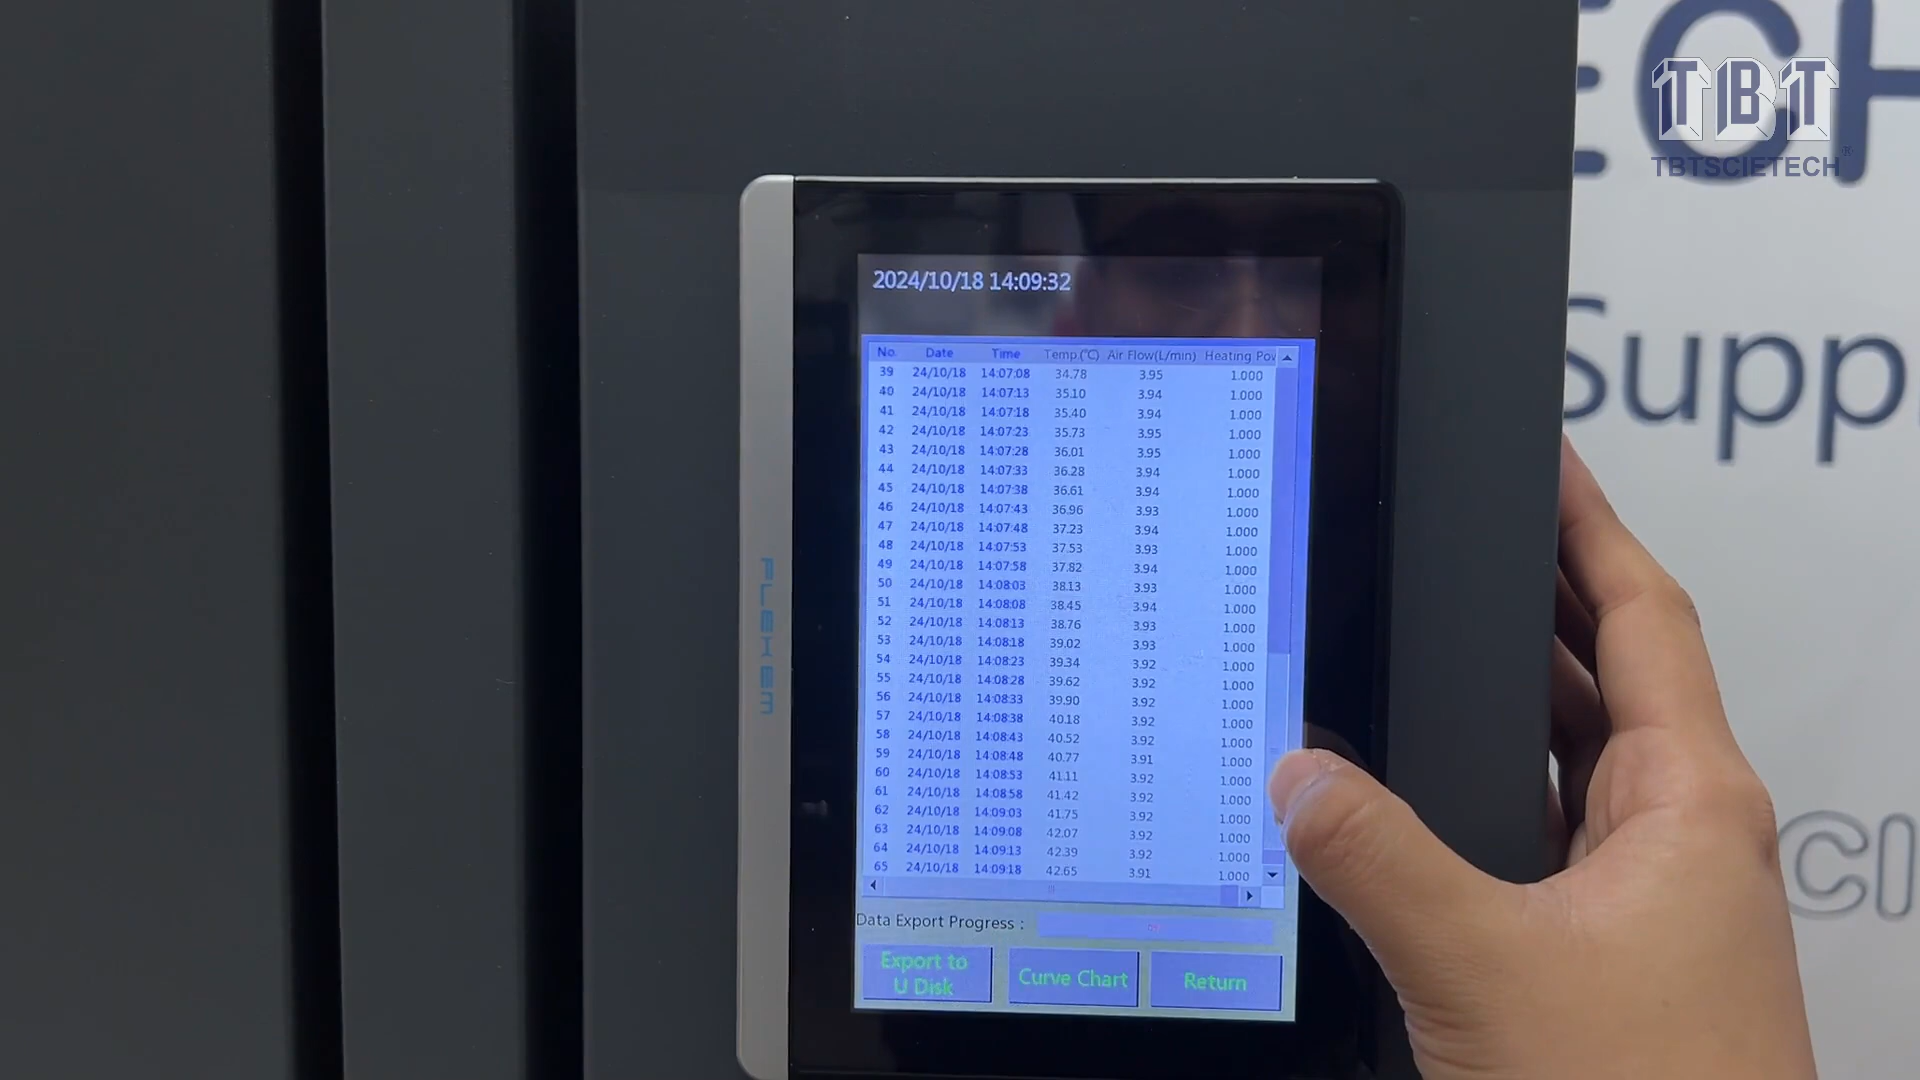 ECH
TBT
TBTSCIETECH
®
Supp
CI
FLEXEM
2024/10/18 14:09:32
No. Date Time Temp.(℃) Air Flow(L/min) Heating Pow
39 24/10/18 14:07:08 34.78 3.95 1.000
40 24/10/18 14:07:13 35.10 3.94 1.000
41 24/10/18 14:07:18 35.40 3.94 1.000
42 24/10/18 14:07:23 35.73 3.95 1.000
43 24/10/18 14:07:28 36.01 3.95 1.000
44 24/10/18 14:07:33 36.28 3.94 1.000
45 24/10/18 14:07:38 36.61 3.94 1.000
46 24/10/18 14:07:43 36.96 3.93 1.000
47 24/10/18 14:07:48 37.23 3.94 1.000
48 24/10/18 14:07:53 37.53 3.93 1.000
49 24/10/18 14:07:58 37.82 3.94 1.000
50 24/10/18 14:08:03 38.13 3.93 1.000
51 24/10/18 14:08:08 38.45 3.94 1.000
52 24/10/18 14:08:13 38.76 3.93 1.000
53 24/10/18 14:08:18 39.02 3.93 1.000
54 24/10/18 14:08:23 39.34 3.92 1.000
55 24/10/18 14:08:28 39.62 3.92 1.000
56 24/10/18 14:08:33 39.90 3.92 1.000
57 24/10/18 14:08:38 40.18 3.92 1.000
58 24/10/18 14:08:43 40.52 3.92 1.000
59 24/10/18 14:08:48 40.77 3.91 1.000
60 24/10/18 14:08:53 41.11 3.92 1.000
61 24/10/18 14:08:58 41.42 3.92 1.000
62 24/10/18 14:09:03 41.75 3.92 1.000
63 24/10/18 14:09:08 42.07 3.92 1.000
64 24/10/18 14:09:13 42.39 3.92 1.000
65 24/10/18 14:09:18 42.65 3.91 1.000
Data Export Progress :
Export to
U Disk
Curve Chart
Return